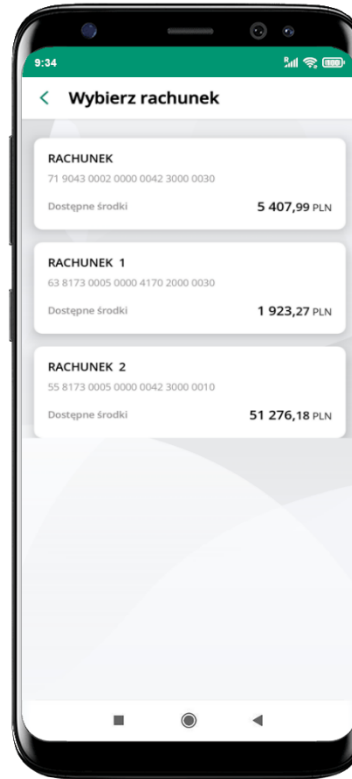 9:34
Wybierz rachunek
RACHUNEK
71 9043 0002 0000 0042 3000 0030
Dostępne środki 5 407,99 PLN
RACHUNEK 1
63 8173 0005 0000 4170 2000 0030
Dostępne środki 1 923,27 PLN
RACHUNEK 2
55 8173 0005 0000 0042 3000 0010
Dostępne środki 51 276,18 PLN